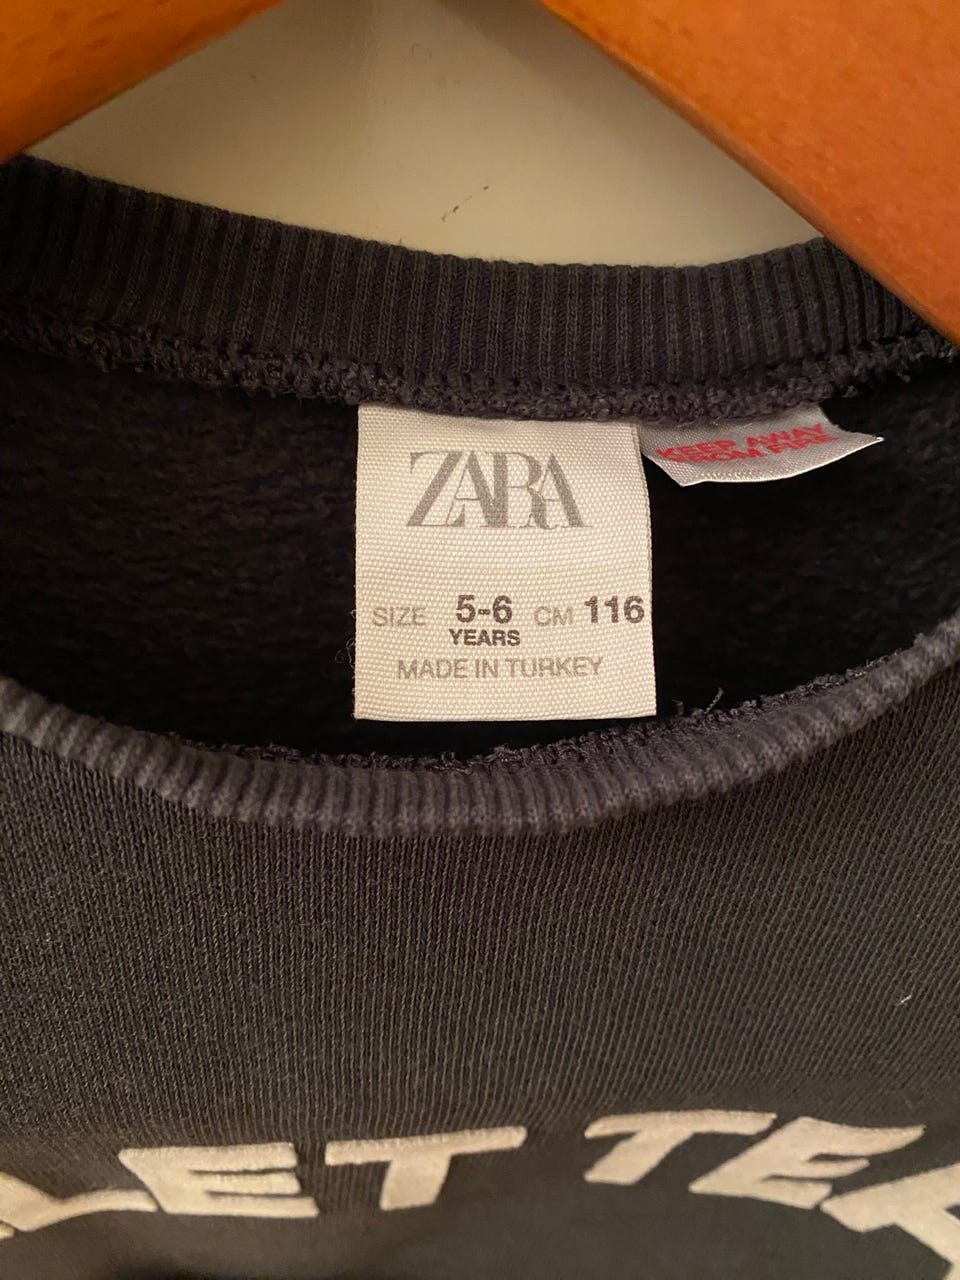 ZARA
KEEP AWAY
FROM FIRE
SIZE 5-6 CM 116
YEARS
MADE IN TURKEY